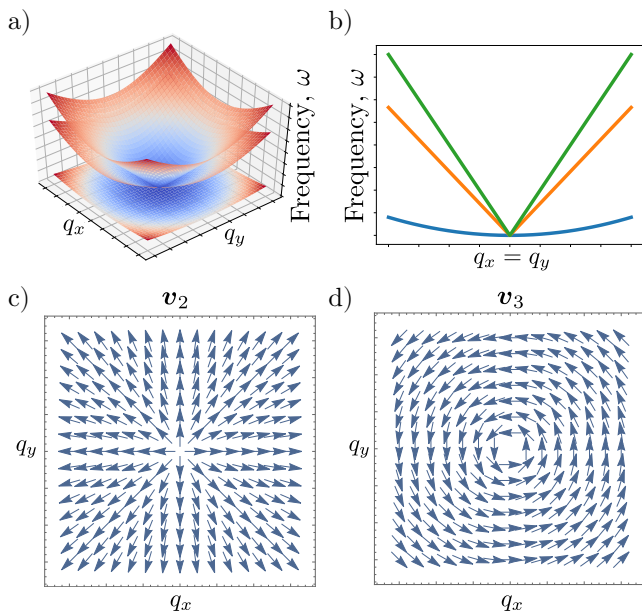 a)
Frequency, ω
q_x
q_y
b)
Frequency, ω
q_x = q_y
c)
v_2
q_y
q_x
d)
v_3
q_y
q_x